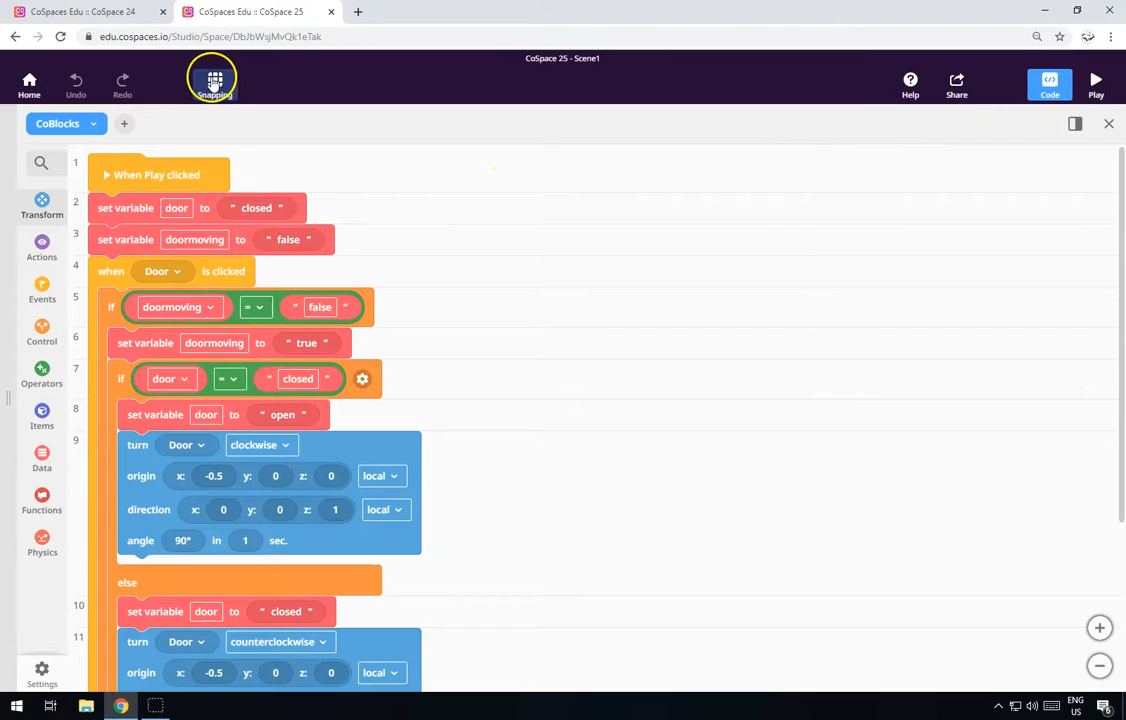 CoSpaces Edu :: CoSpace 24
CoSpaces Edu :: CoSpace 25
edu.cospaces.io/Studio/Space/DbJbWsjMvQk1eTak
CoSpace 25 - Scene1
Home
Undo
Redo
Snapping
Help
Share
Code
Play
CoBlocks
Transform
Actions
Events
Control
Operators
Items
Data
Functions
Physics
Settings
1 When Play clicked
2 set variable door to " closed "
3 set variable doormoving to " false "
4 when Door is clicked
5 if doormoving = " false "
6 set variable doormoving to " true "
7 if door = " closed "
8 set variable door to " open "
9 turn Door clockwise
origin x: -0.5 y: 0 z: 0 local
direction x: 0 y: 0 z: 1 local
angle 90° in 1 sec.
else
10 set variable door to " closed "
11 turn Door counterclockwise
origin x: -0.5 y: 0 z: 0 local
ENG
US
6